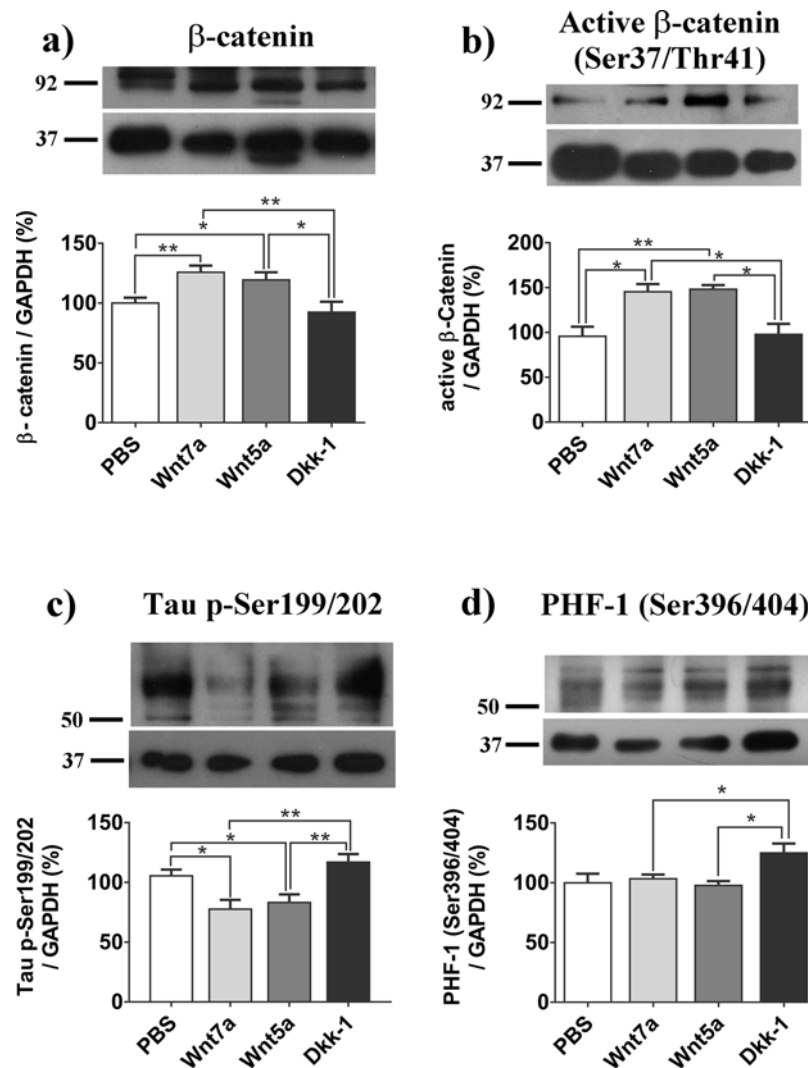 a)
β-catenin
92
37
β- catenin / GAPDH (%)
150
100
50
0
**
*
*
**
PBS
Wnt7a
Wnt5a
Dkk-1
b)
Active β-catenin
(Ser37/Thr41)
92
37
active β-Catenin
/ GAPDH (%)
200
150
100
50
0
**
*
*
*
PBS
Wnt7a
Wnt5a
Dkk-1
c)
Tau p-Ser199/202
50
37
Tau p-Ser199/202
/ GAPDH (%)
150
100
50
0
**
*
**
*
PBS
Wnt7a
Wnt5a
Dkk-1
d)
PHF-1 (Ser396/404)
50
37
PHF-1 (Ser396/404)
/ GAPDH (%)
150
100
50
0
*
*
PBS
Wnt7a
Wnt5a
Dkk-1